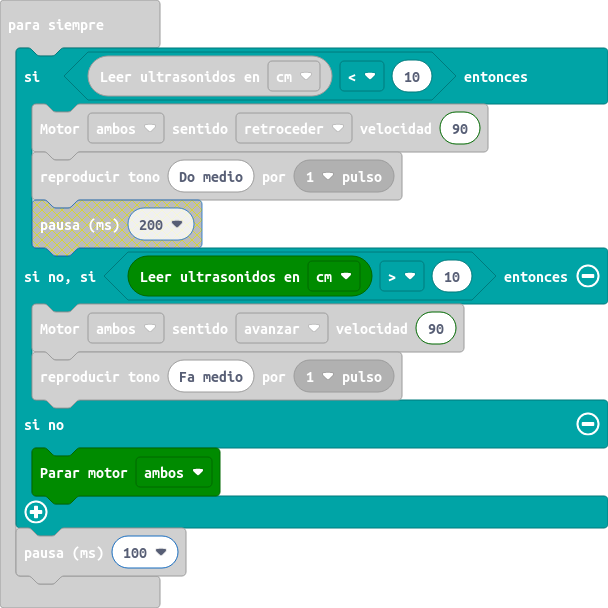 para siempre
si Leer ultrasonidos en cm < 10 entonces
Motor ambos sentido retroceder velocidad 90
reproducir tono Do medio por 1 pulso
pausa (ms) 200
si no, si Leer ultrasonidos en cm > 10 entonces
Motor ambos sentido avanzar velocidad 90
reproducir tono Fa medio por 1 pulso
si no
Parar motor ambos
pausa (ms) 100